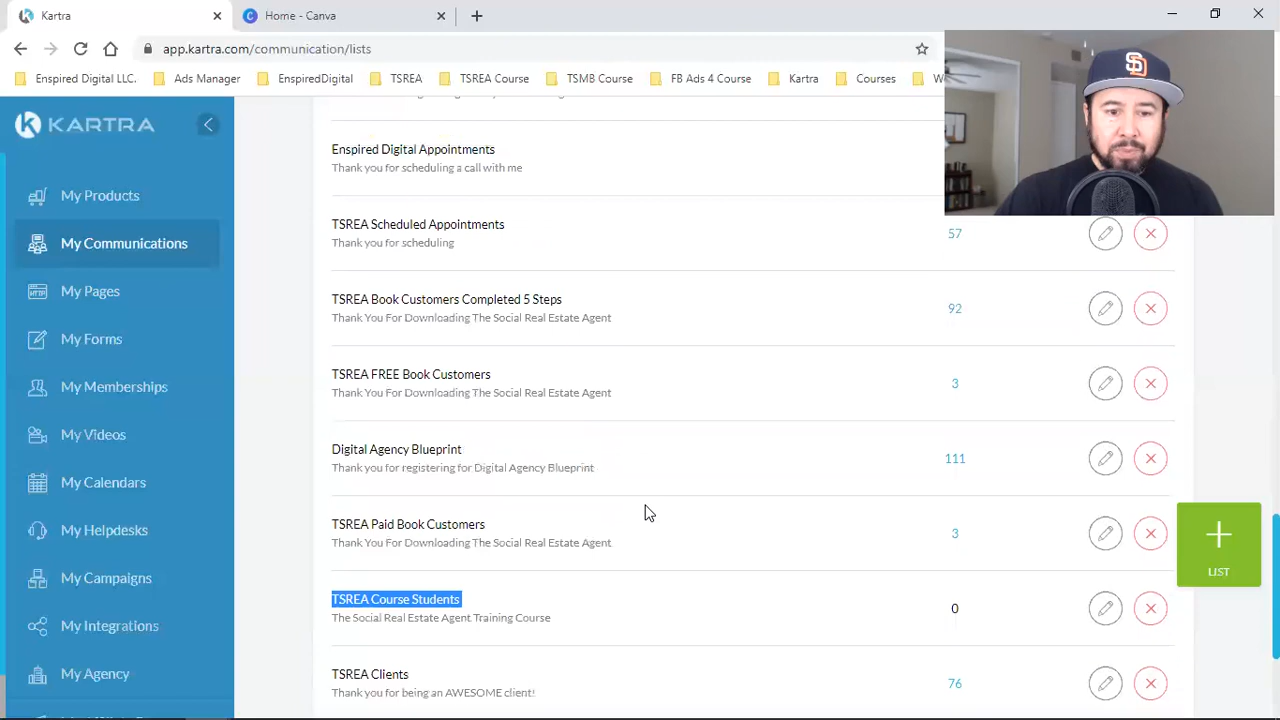 Kartra
Home - Canva
app.kartra.com/communication/lists
Enspired Digital LLC.
Ads Manager
EnspiredDigital
TSREA
TSREA Course
TSMB Course
FB Ads 4 Course
Kartra
Courses
KARTRA
My Products
My Communications
My Pages
My Forms
My Memberships
My Videos
My Calendars
My Helpdesks
My Campaigns
My Integrations
My Agency
Enspired Digital Appointments
Thank you for scheduling a call with me
TSREA Scheduled Appointments
Thank you for scheduling
57
TSREA Book Customers Completed 5 Steps
Thank You For Downloading The Social Real Estate Agent
92
TSREA FREE Book Customers
Thank You For Downloading The Social Real Estate Agent
3
Digital Agency Blueprint
Thank you for registering for Digital Agency Blueprint
111
TSREA Paid Book Customers
Thank You For Downloading The Social Real Estate Agent
3
TSREA Course Students
The Social Real Estate Agent Training Course
0
TSREA Clients
Thank you for being an AWESOME client!
76
LIST
SD